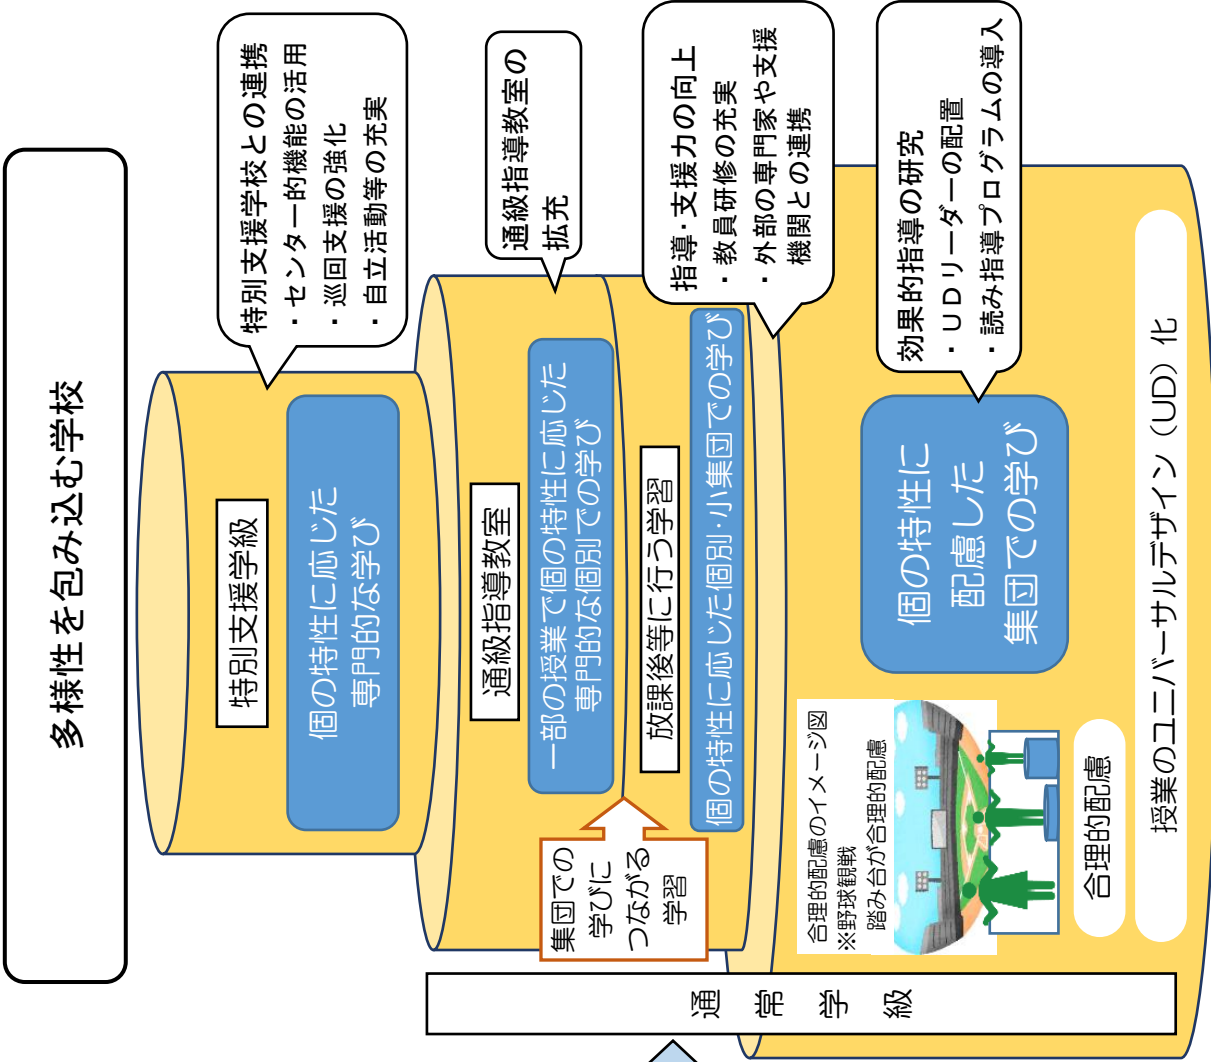 多様性を包み込む学校
特別支援学級
個の特性に応じた
専門的な学び
特別支援学校との連携
・センター的機能の活用
・巡回支援の強化
・自立活動等の充実
通級指導教室
一部の授業で個の特性に応じた
専門的な個別での学び
通級指導教室の
拡充
集団での
学びに
つながる
学習
放課後等に行う学習
個の特性に応じた個別・小集団での学び
指導・支援力の向上
・教員研修の充実
・外部の専門家や支援
機関との連携
通常学級
合理的配慮のイメージ図
※野球観戦
踏み台が合理的配慮
個の特性に
配慮した
集団での学び
効果的指導の研究
・UDリーダーの配置
・読み指導プログラムの導入
合理的配慮
授業のユニバーサルデザイン（UD）化